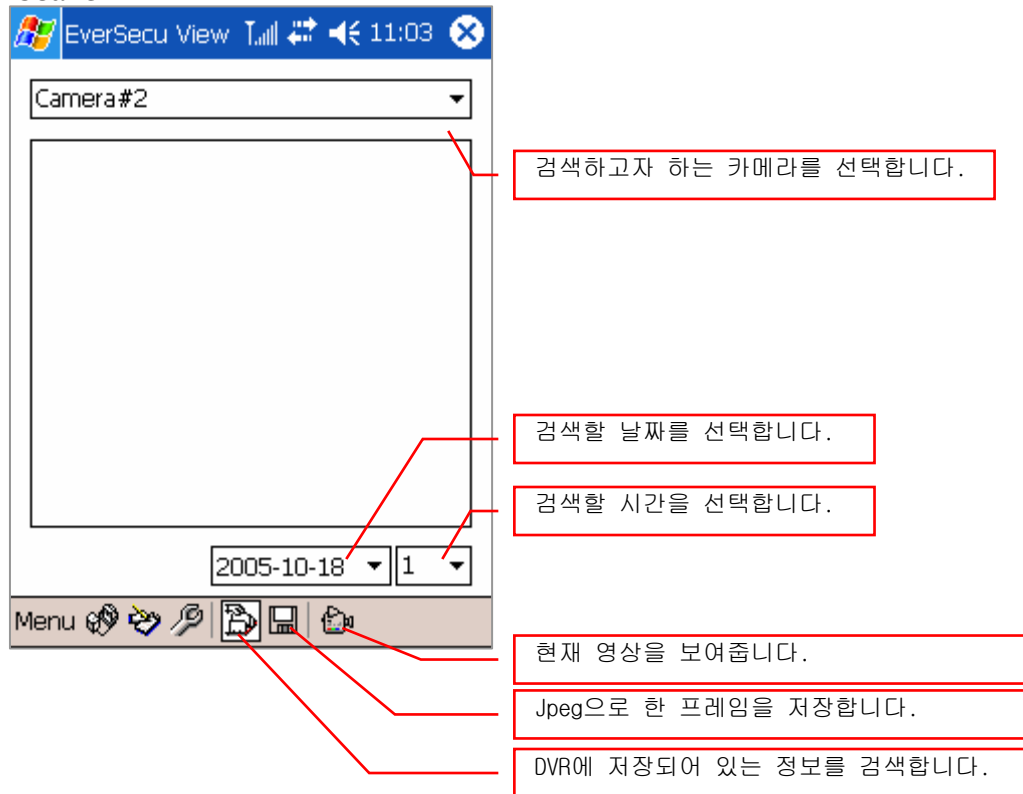 EverSecu View 11:03
Camera#2
검색하고자 하는 카메라를 선택합니다.
검색할 날짜를 선택합니다.
검색할 시간을 선택합니다.
2005-10-18 1
Menu
현재 영상을 보여줍니다.
Jpeg으로 한 프레임을 저장합니다.
DVR에 저장되어 있는 정보를 검색합니다.